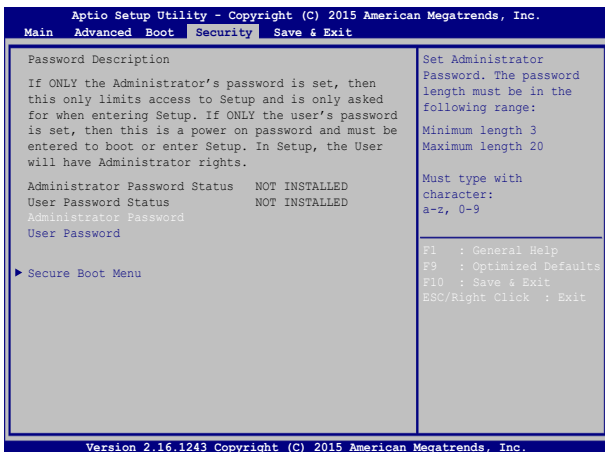 Aptio Setup Utility - Copyright (C) 2015 American Megatrends, Inc.
Main Advanced Boot Security Save & Exit
Password Description
If ONLY the Administrator's password is set, then
this only limits access to Setup and is only asked
for when entering Setup. If ONLY the user's password
is set, then this is a power on password and must be
entered to boot or enter Setup. In Setup, the User
will have Administrator rights.
Administrator Password Status NOT INSTALLED
User Password Status NOT INSTALLED
Administrator Password
User Password
Secure Boot Menu
Set Administrator
Password. The password
length must be in the
following range:
Minimum length 3
Maximum length 20
Must type with
character:
a-z, 0-9
F1 : General Help
F9 : Optimized Defaults
F10 : Save & Exit
ESC/Right Click : Exit
Version 2.16.1243 Copyright (C) 2015 American Megatrends, Inc.